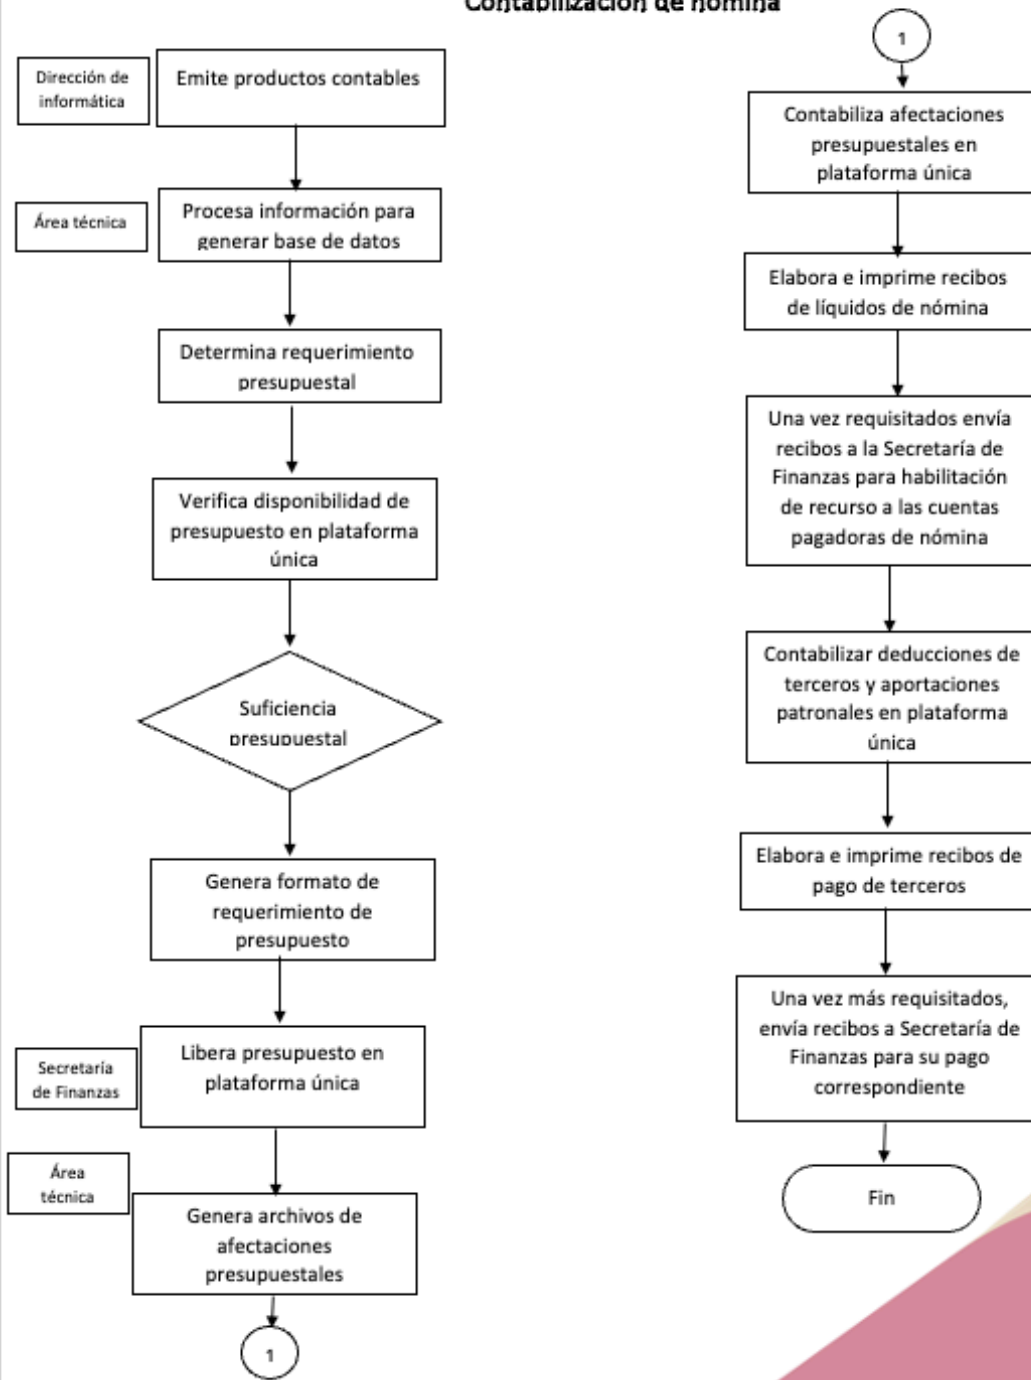 Contabilización de nómina
Dirección de
informática
Emite productos contables
Área técnica
Procesa información para
generar base de datos
Determina requerimiento
presupuestal
Verifica disponibilidad de
presupuesto en plataforma
única
Suficiencia
presupuestal
Genera formato de
requerimiento de
presupuesto
Secretaría
de Finanzas
Libera presupuesto en
plataforma única
Área
técnica
Genera archivos de
afectaciones
presupuestales
1
1
Contabiliza afectaciones
presupuestales en
plataforma única
Elabora e imprime recibos
de líquidos de nómina
Una vez requisitados envía
recibos a la Secretaría de
Finanzas para habilitación
de recurso a las cuentas
pagadoras de nómina
Contabilizar deducciones de
terceros y aportaciones
patronales en plataforma
única
Elabora e imprime recibos de
pago de terceros
Una vez más requisitados,
envía recibos a Secretaría de
Finanzas para su pago
correspondiente
Fin